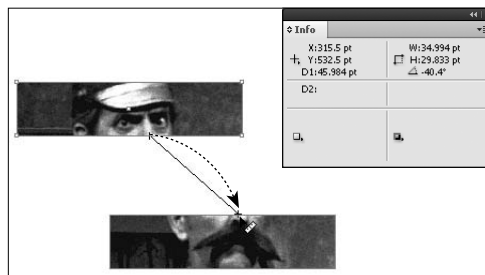 Info
X:315.5 pt
Y:532.5 pt
D1:45.984 pt
W:34.994 pt
H:29.833 pt
-40.4°
D2: